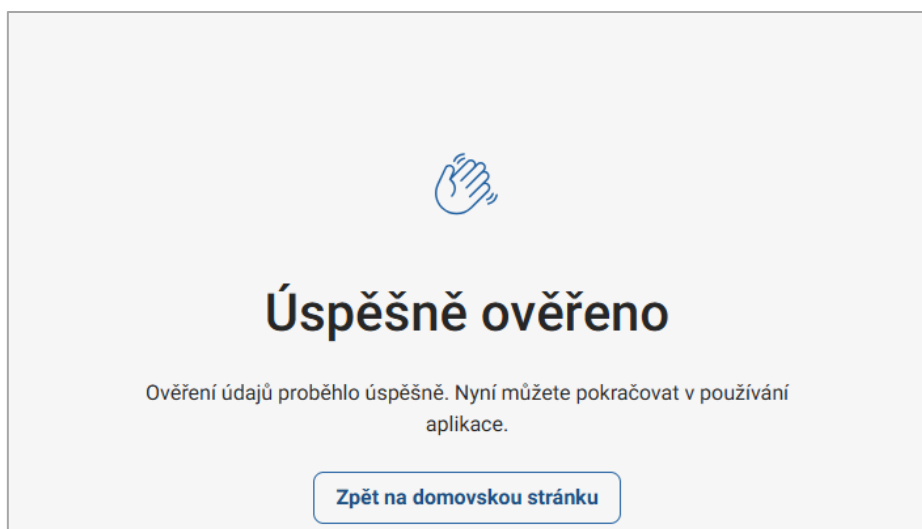 Úspěšně ověřeno
Ověření údajů proběhlo úspěšně. Nyní můžete pokračovat v používání
aplikace.
Zpět na domovskou stránku